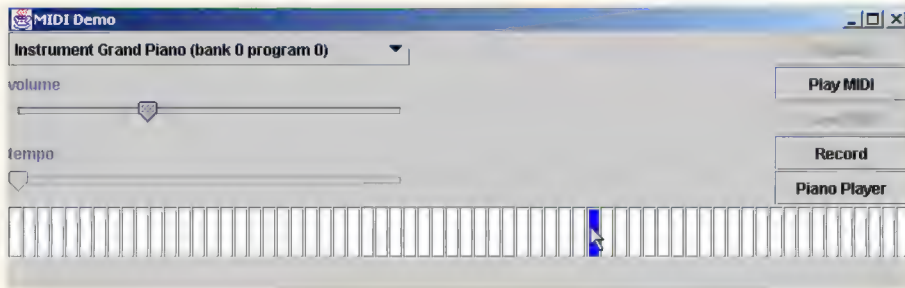 MIDI Demo
Instrument Grand Piano (bank 0 program 0)
volume
Play MIDI
tempo
Record
Piano Player